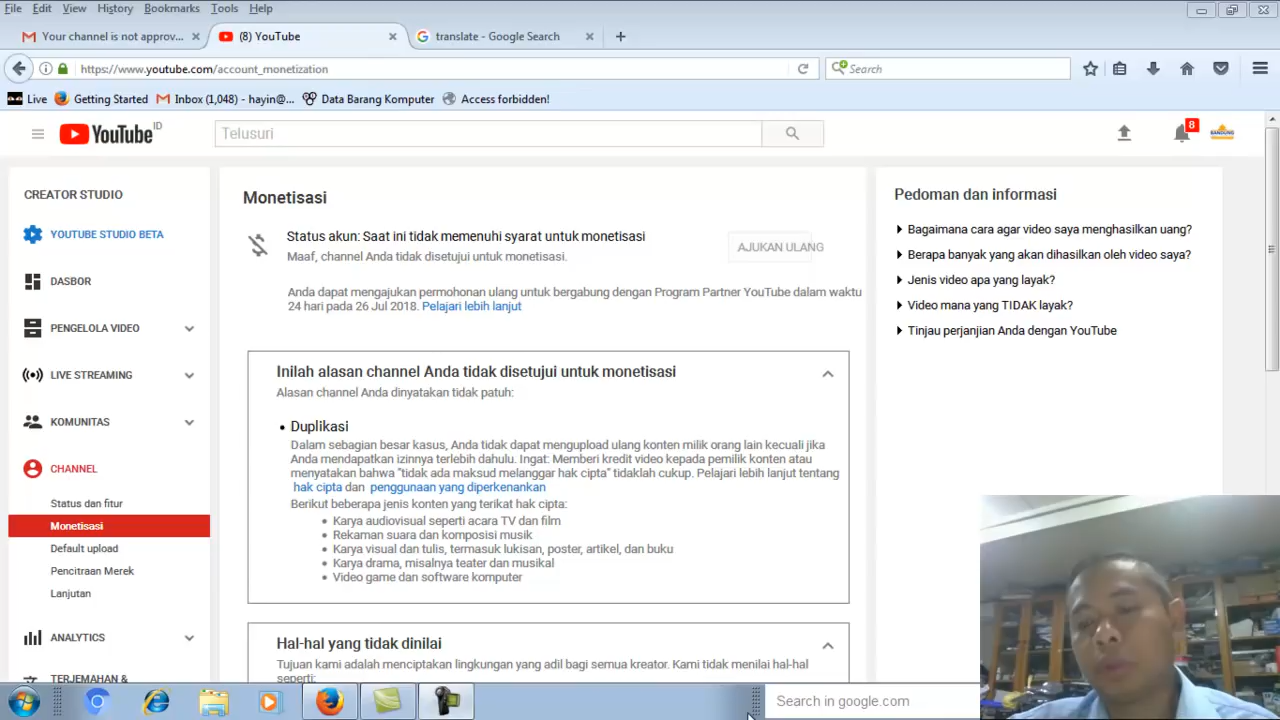 File Edit View History Bookmarks Tools Help
Your channel is not approv...
(8) YouTube
translate - Google Search
https://www.youtube.com/account_monetization
Search
Live Getting Started Inbox (1,048) - hayin@... Data Barang Komputer Access forbidden!
YouTube ID
Telusuri
8
BANDUNG
CREATOR STUDIO
YOUTUBE STUDIO BETA
DASBOR
PENGELOLA VIDEO
LIVE STREAMING
KOMUNITAS
CHANNEL
Status dan fitur
Monetisasi
Default upload
Pencitraan Merek
Lanjutan
ANALYTICS
TERJEMAHAN &
Monetisasi
Status akun: Saat ini tidak memenuhi syarat untuk monetisasi
Maaf, channel Anda tidak disetujui untuk monetisasi.
AJUKAN ULANG
Anda dapat mengajukan permohonan ulang untuk bergabung dengan Program Partner YouTube dalam waktu
24 hari pada 26 Jul 2018. Pelajari lebih lanjut
Inilah alasan channel Anda tidak disetujui untuk monetisasi
Alasan channel Anda dinyatakan tidak patuh:
• Duplikasi
Dalam sebagian besar kasus, Anda tidak dapat mengupload ulang konten milik orang lain kecuali jika
Anda mendapatkan izinnya terlebih dahulu. Ingat: Memberi kredit video kepada pemilik konten atau
menyatakan bahwa "tidak ada maksud melanggar hak cipta" tidaklah cukup. Pelajari lebih lanjut tentang
hak cipta dan penggunaan yang diperkenankan
Berikut beberapa jenis konten yang terikat hak cipta:
• Karya audiovisual seperti acara TV dan film
• Rekaman suara dan komposisi musik
• Karya visual dan tulis, termasuk lukisan, poster, artikel, dan buku
• Karya drama, misalnya teater dan musikal
• Video game dan software komputer
Hal-hal yang tidak dinilai
Tujuan kami adalah menciptakan lingkungan yang adil bagi semua kreator. Kami tidak menilai hal-hal
seperti:
Pedoman dan informasi
Bagaimana cara agar video saya menghasilkan uang?
Berapa banyak yang akan dihasilkan oleh video saya?
Jenis video apa yang layak?
Video mana yang TIDAK layak?
Tinjau perjanjian Anda dengan YouTube
Search in google.com